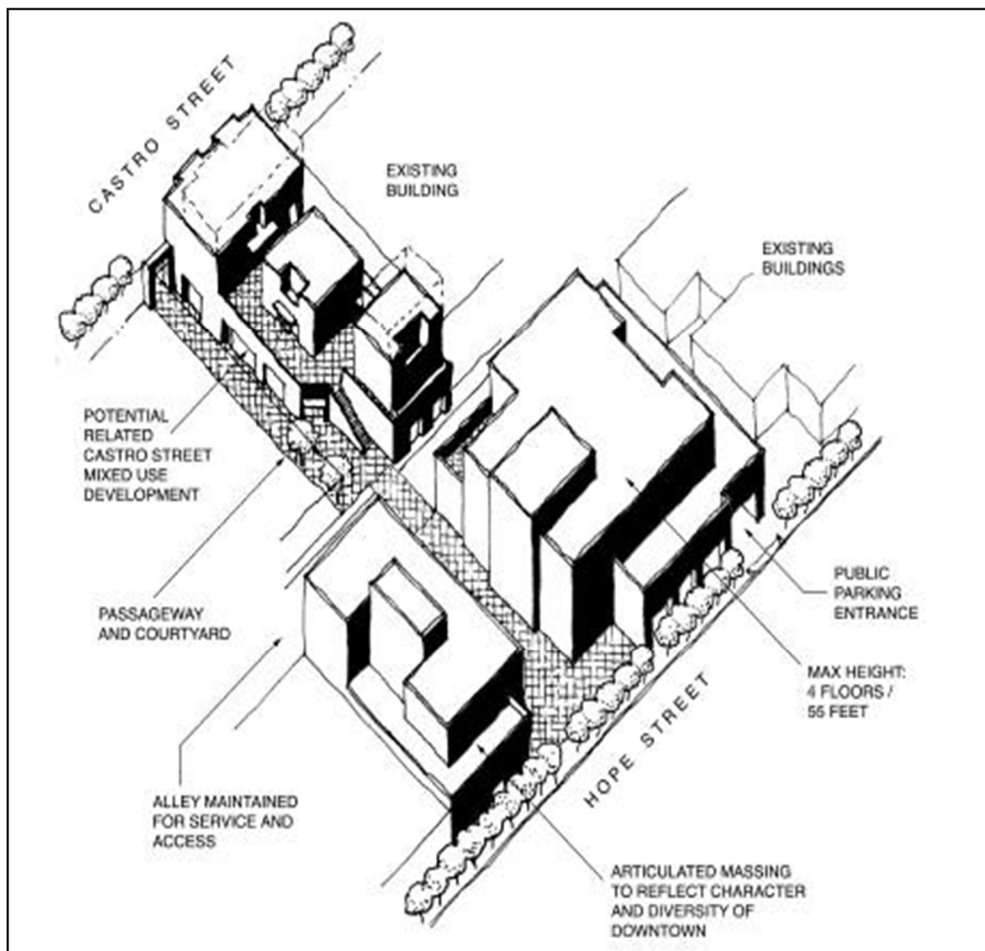 CASTRO STREET
EXISTING
BUILDING
EXISTING
BUILDINGS
POTENTIAL
RELATED
CASTRO STREET
MIXED USE
DEVELOPMENT
PASSAGEWAY
AND COURTYARD
PUBLIC
PARKING
ENTRANCE
MAX HEIGHT:
4 FLOORS /
55 FEET
HOPE STREET
ALLEY MAINTAINED
FOR SERVICE AND
ACCESS
ARTICULATED MASSING
TO REFLECT CHARACTER
AND DIVERSITY OF
DOWNTOWN